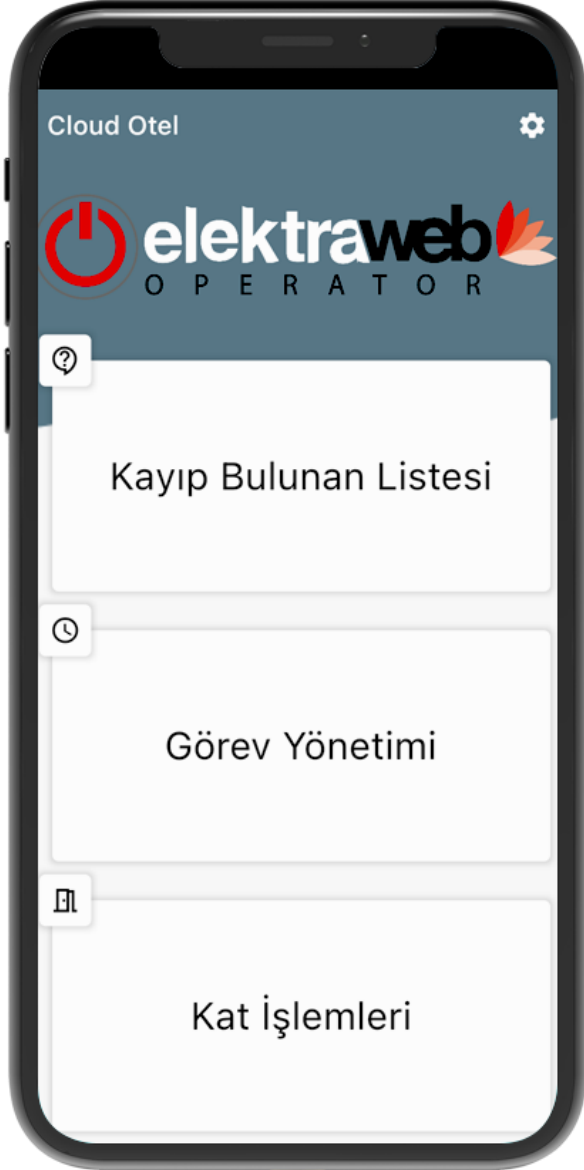 Cloud Otel
elektraweb
OPERATOR
Kayıp Bulunan Listesi
Görev Yönetimi
Kat İşlemleri